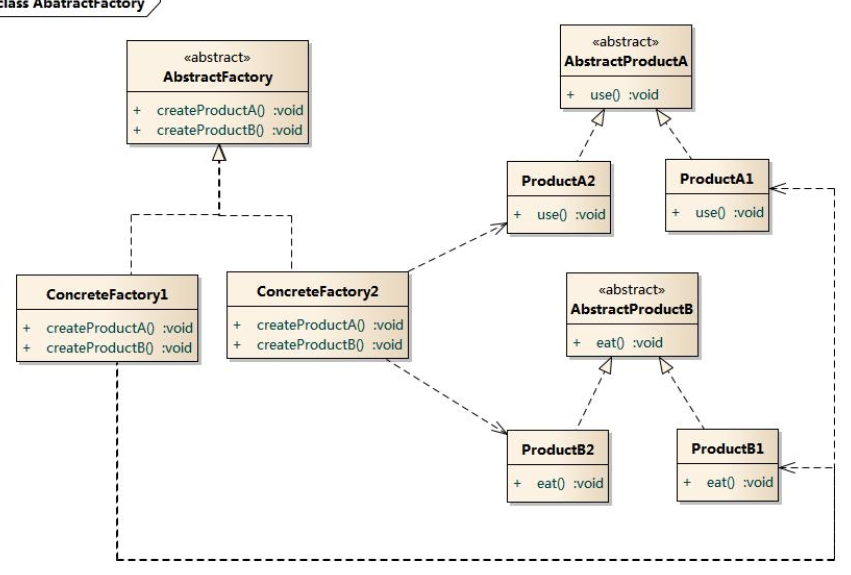 class AbatractFactory
«abstract»
AbstractFactory
+ createProductA() :void
+ createProductB() :void
«abstract»
AbstractProductA
+ use() :void
ProductA2
+ use() :void
ProductA1
+ use() :void
ConcreteFactory1
+ createProductA() :void
+ createProductB() :void
ConcreteFactory2
+ createProductA() :void
+ createProductB() :void
«abstract»
AbstractProductB
+ eat() :void
ProductB2
+ eat() :void
ProductB1
+ eat() :void